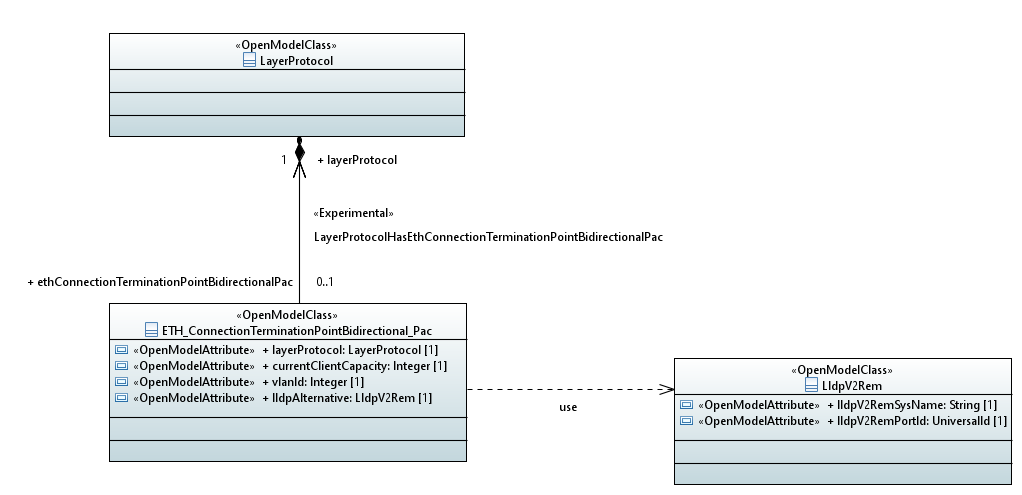 «OpenModelClass»
LayerProtocol
1
+ layerProtocol
«Experimental»
LayerProtocolHasEthConnectionTerminationPointBidirectionalPac
+ ethConnectionTerminationPointBidirectionalPac
0..1
«OpenModelClass»
ETH_ConnectionTerminationPointBidirectional_Pac
«OpenModelAttribute» + layerProtocol: LayerProtocol [1]
«OpenModelAttribute» + currentClientCapacity: Integer [1]
«OpenModelAttribute» + vlanId: Integer [1]
«OpenModelAttribute» + lldpAlternative: LldpV2Rem [1]
use
«OpenModelClass»
LldpV2Rem
«OpenModelAttribute» + lldpV2RemSysName: String [1]
«OpenModelAttribute» + lldpV2RemPortId: UniversalId [1]